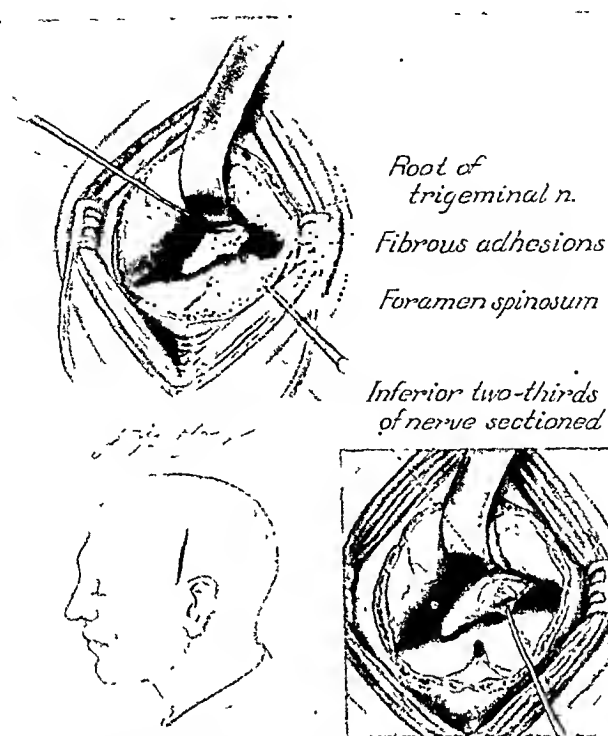 Root of
trigeminal n.
Fibrous adhesions
Foramen spinosum
Inferior two-thirds
of nerve sectioned